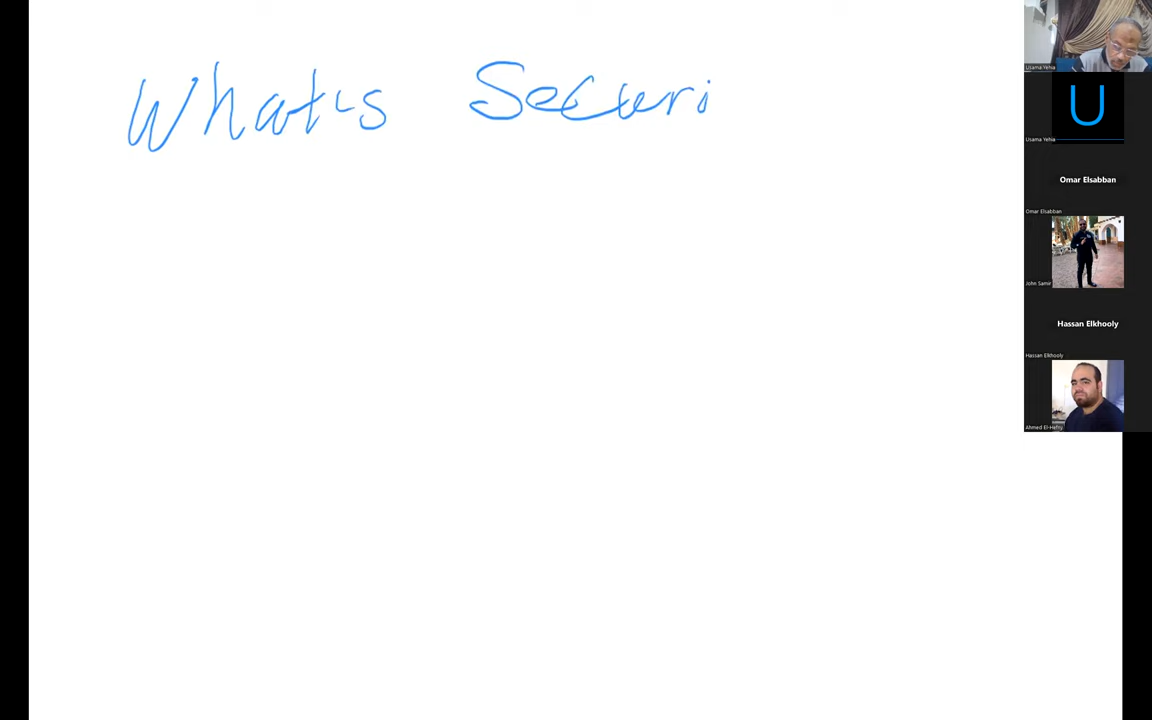 What's Securi
Usama Yehia
U
Usama Yehia
Omar Elsabban
Omar Elsabban
John Samir
Hassan Elkhooly
Hassan Elkhooly
Ahmed El-Hefny